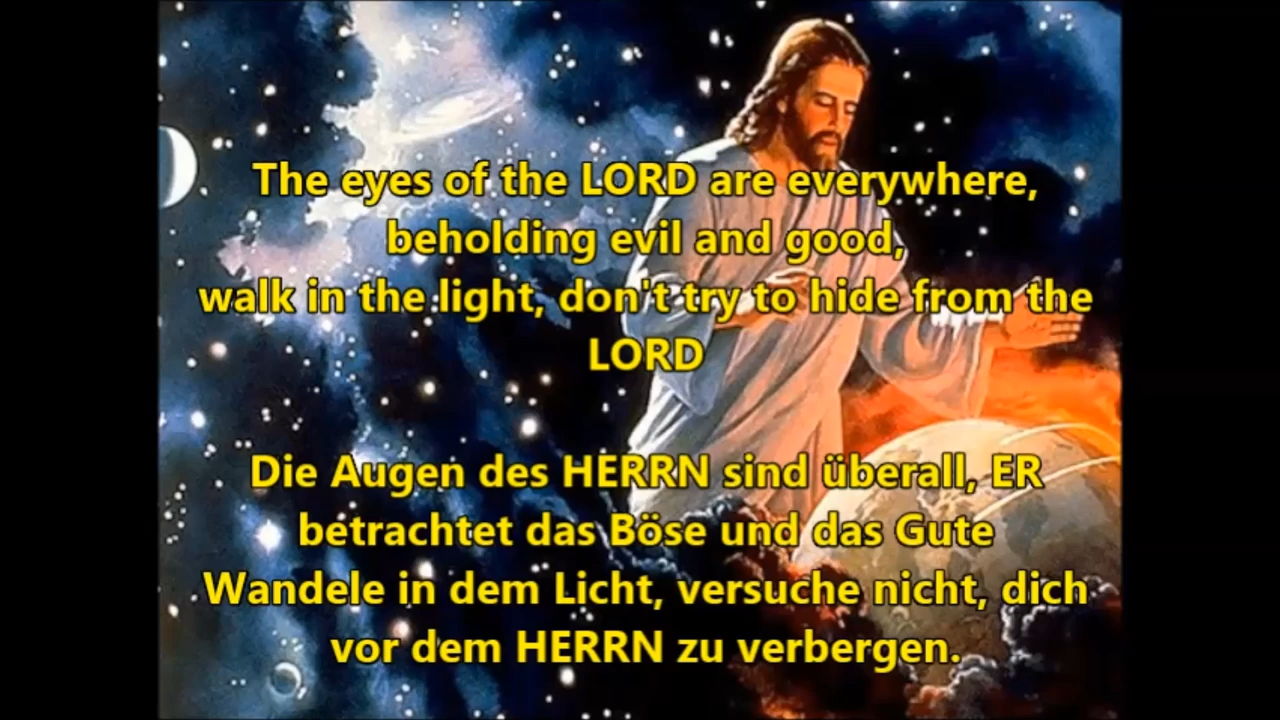 The eyes of the LORD are everywhere,
beholding evil and good,
walk in the light, don't try to hide from the
LORD
Die Augen des HERRN sind überall, ER
betrachtet das Böse und das Gute
Wandele in dem Licht, versuche nicht, dich
vor dem HERRN zu verbergen.